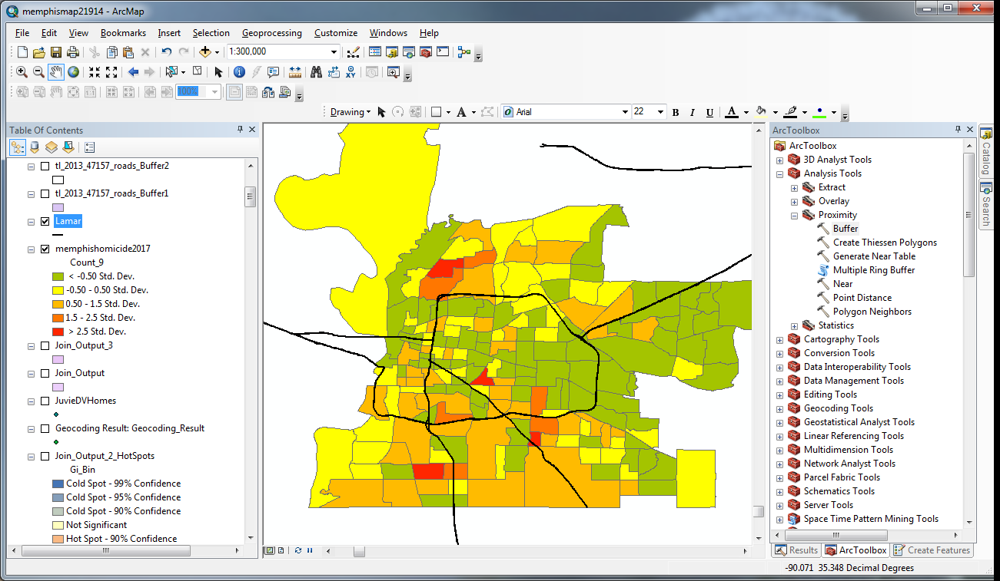 memphismap21914 - ArcMap
File Edit View Bookmarks Insert Selection Geoprocessing Customize Windows Help
1:300,000
100%
Drawing Arial 22 B I U A
Table Of Contents
tl_2013_47157_roads_Buffer2
tl_2013_47157_roads_Buffer1
Lamar
memphishomicide2017
Count_9
< -0.50 Std. Dev.
-0.50 - 0.50 Std. Dev.
0.50 - 1.5 Std. Dev.
1.5 - 2.5 Std. Dev.
> 2.5 Std. Dev.
Join_Output_3
Join_Output
JuvieDVHomes
Geocoding Result: Geocoding_Result
Join_Output_2_HotSpots
Gi_Bin
Cold Spot - 99% Confidence
Cold Spot - 95% Confidence
Cold Spot - 90% Confidence
Not Significant
Hot Spot - 90% Confidence
ArcToolbox
ArcToolbox
3D Analyst Tools
Analysis Tools
Extract
Overlay
Proximity
Buffer
Create Thiessen Polygons
Generate Near Table
Multiple Ring Buffer
Near
Point Distance
Polygon Neighbors
Statistics
Cartography Tools
Conversion Tools
Data Interoperability Tools
Data Management Tools
Editing Tools
Geocoding Tools
Geostatistical Analyst Tools
Linear Referencing Tools
Multidimension Tools
Network Analyst Tools
Parcel Fabric Tools
Schematics Tools
Server Tools
Space Time Pattern Mining Tools
Results ArcToolbox Create Features
Catalog
Search
-90.071 35.348 Decimal Degrees